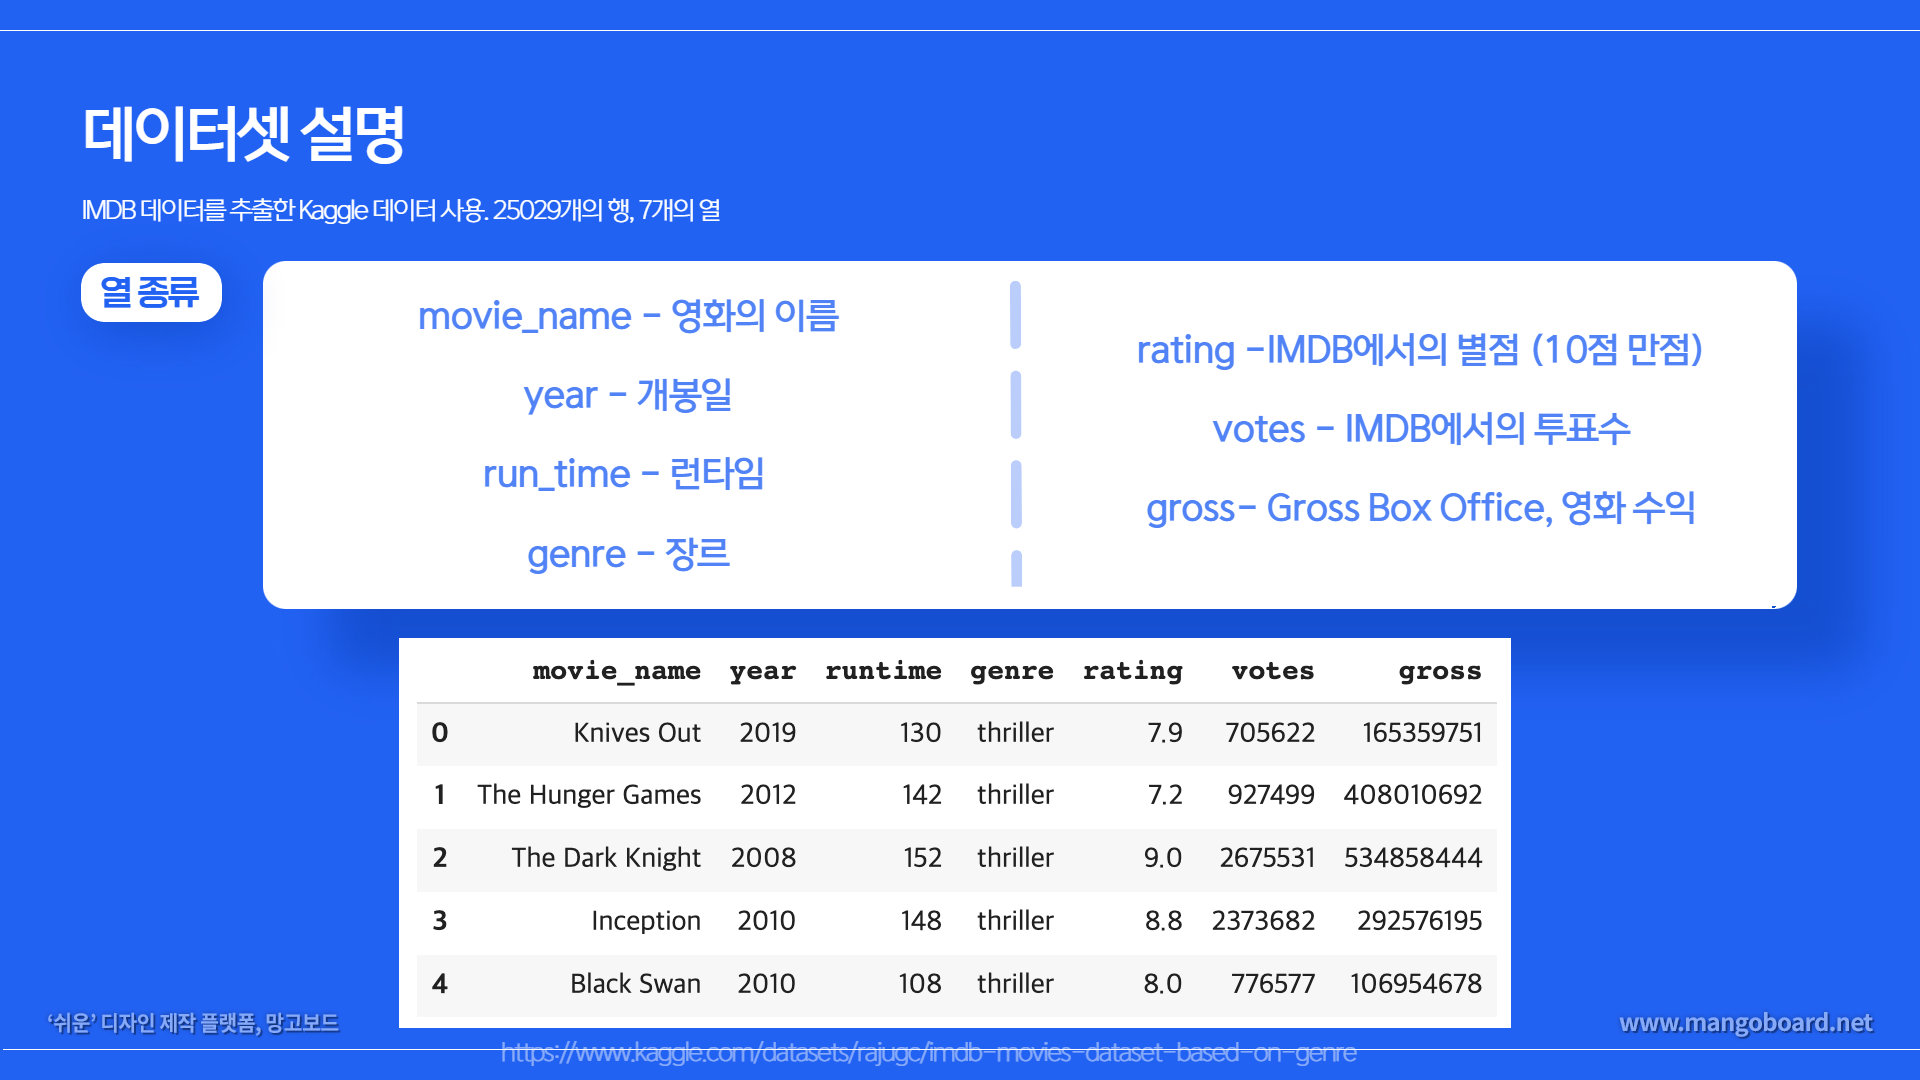 데이터셋 설명
IMDB 데이터를 추출한 Kaggle 데이터 사용. 25029개의 행, 7개의 열
열 종류
movie_name - 영화의 이름
year - 개봉일
run_time - 런타임
genre - 장르
rating -IMDB에서의 별점 (10점 만점)
votes - IMDB에서의 투표수
gross- Gross Box Office, 영화 수익
movie_name year runtime genre rating votes gross
0 Knives Out 2019 130 thriller 7.9 705622 165359751
1 The Hunger Games 2012 142 thriller 7.2 927499 408010692
2 The Dark Knight 2008 152 thriller 9.0 2675531 534858444
3 Inception 2010 148 thriller 8.8 2373682 292576195
4 Black Swan 2010 108 thriller 8.0 776577 106954678
‘쉬운’ 디자인 제작 플랫폼, 망고보드
www.mangoboard.net
https://www.kaggle.com/datasets/rajugc/imdb-movies-dataset-based-on-genre